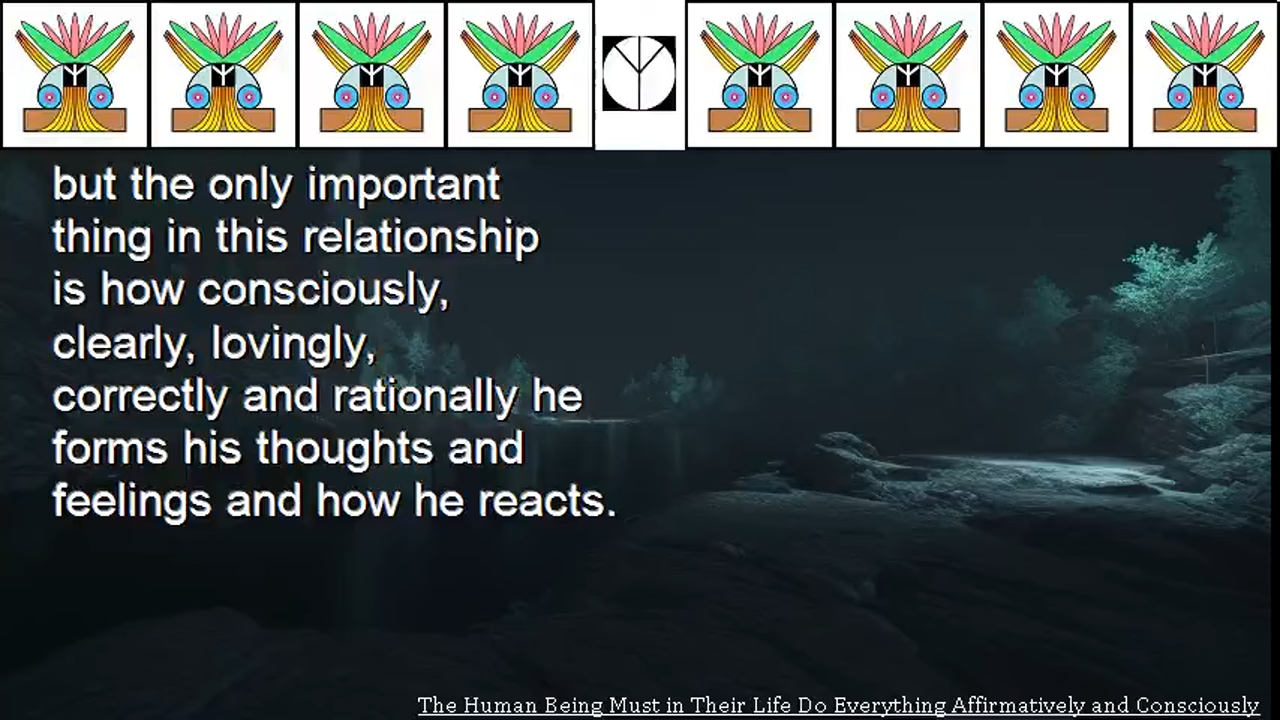 but the only important
thing in this relationship
is how consciously,
clearly, lovingly,
correctly and rationally he
forms his thoughts and
feelings and how he reacts.
The Human Being Must in Their Life Do Everything Affirmatively and Consciously